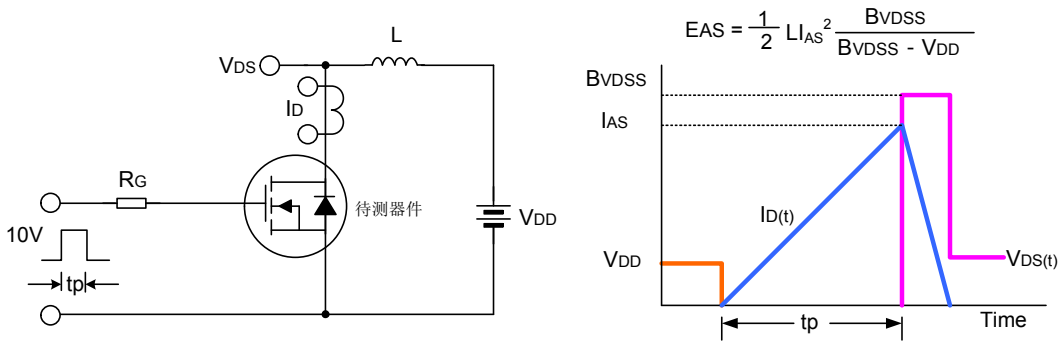 L
VDS
ID
RG
待测器件
10V
VDD
tp
EAS = 1/2 LIAS² BVDSS / (BVDSS - VDD)
BVDSS
IAS
ID(t)
VDD
VDS(t)
tp
Time